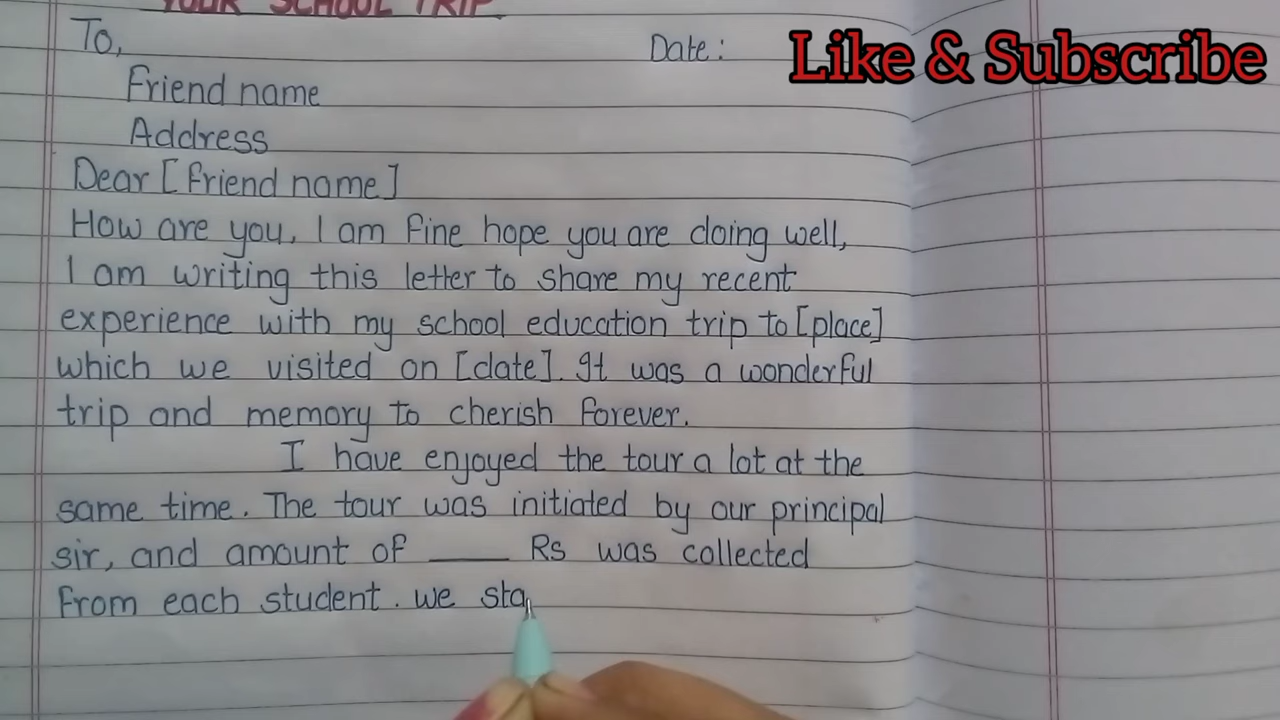 YOUR SCHOOL TRIP
To,
Date :
Like & Subscribe
Friend name
Address
Dear [friend name]
How are you, I am fine hope you are doing well,
I am writing this letter to share my recent
experience with my school education trip to [place]
which we visited on [date]. It was a wonderful
trip and memory to cherish forever.
I have enjoyed the tour a lot at the
same time. The tour was initiated by our principal
sir, and amount of ____ Rs was collected
from each student. we sta